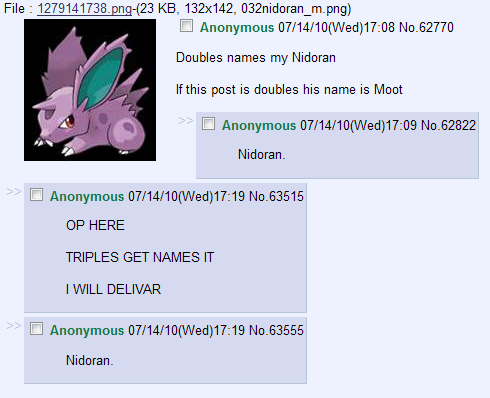 File : 1279141738.png-(23 KB, 132x142, 032nidoran_m.png)
Anonymous 07/14/10(Wed)17:08 No.62770
Doubles names my Nidoran
If this post is doubles his name is Moot
>> Anonymous 07/14/10(Wed)17:09 No.62822
Nidoran.
>> Anonymous 07/14/10(Wed)17:19 No.63515
OP HERE
TRIPLES GET NAMES IT
I WILL DELIVAR
>> Anonymous 07/14/10(Wed)17:19 No.63555
Nidoran.